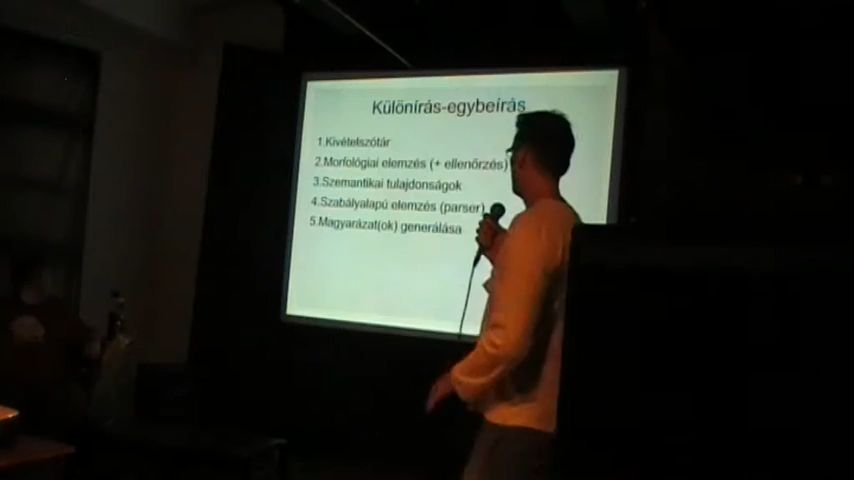 Különírás-egybeírás
1.Kivételszótár
2.Morfológiai elemzés (+ ellenőrzés)
3.Szemantikai tulajdonságok
4.Szabályalapú elemzés (parser)
5.Magyarázat(ok) generálása